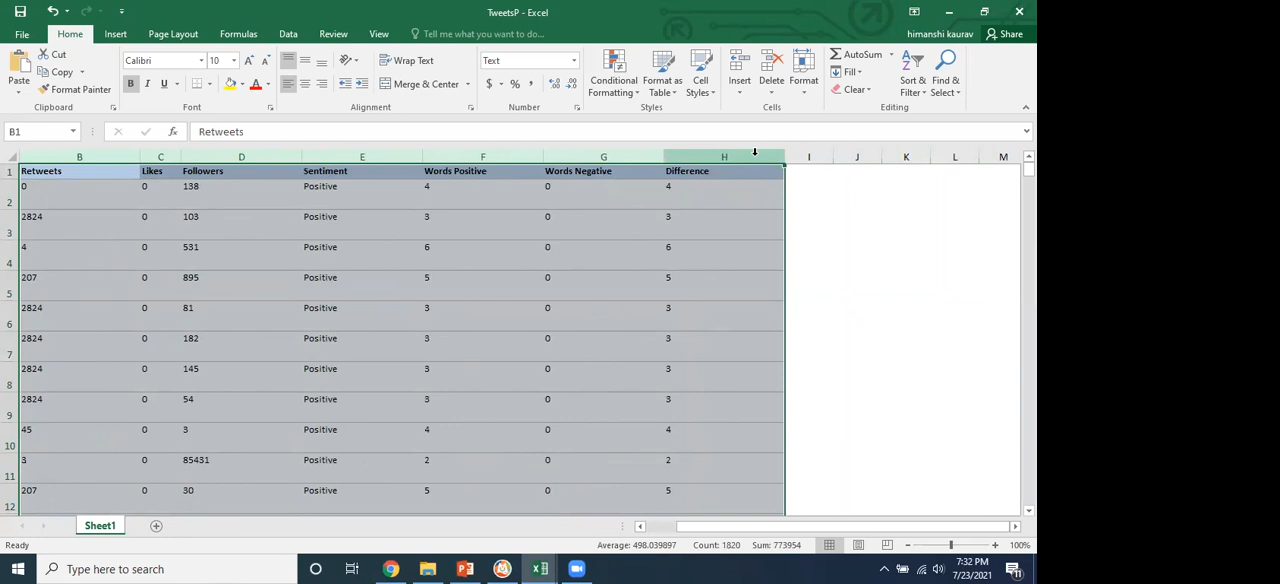 TweetsP - Excel
File Home Insert Page Layout Formulas Data Review View Tell me what you want to do... himanshi kaurav Share
Cut
Copy
Format Painter
Paste
Clipboard
Calibri 10
B I U
Font
Wrap Text
Merge & Center
Alignment
Text
$ % ,
Number
Conditional Formatting
Format as Table
Cell Styles
Styles
Insert Delete Format
Cells
AutoSum
Fill
Clear
Sort & Filter
Find & Select
Editing
B1 fx Retweets
B C D E F G H I J K L M
1 Retweets Likes Followers Sentiment Words Positive Words Negative Difference
2 0 0 138 Positive 4 0 4
3 2824 0 103 Positive 3 0 3
4 4 0 531 Positive 6 0 6
5 207 0 895 Positive 5 0 5
6 2824 0 81 Positive 3 0 3
7 2824 0 182 Positive 3 0 3
8 2824 0 145 Positive 3 0 3
9 2824 0 54 Positive 3 0 3
10 45 0 3 Positive 4 0 4
11 3 0 85431 Positive 2 0 2
12 207 0 30 Positive 5 0 5
Sheet1
Ready Average: 498.039897 Count: 1820 Sum: 773954 100%
Type here to search
7:32 PM
7/23/2021